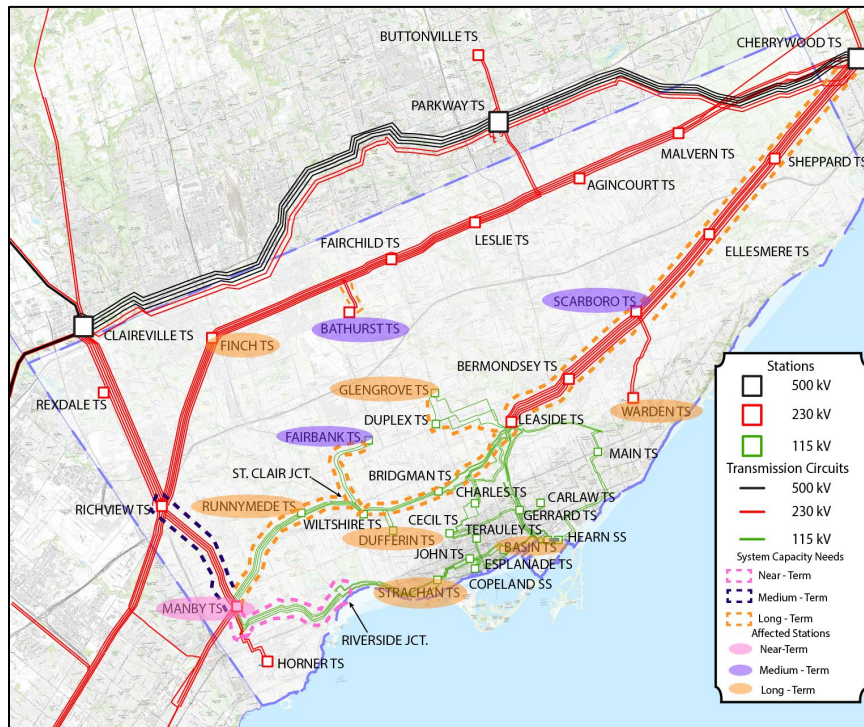 BUTTONVILLE TS
CHERRYWOOD TS
PARKWAY TS
MALVERN TS
SHEPPARD TS
AGINCOURT TS
LESLIE TS
FAIRCHILD TS
ELLESMERE TS
SCARBORO TS
BATHURST TS
CLAIREVILLE TS
FINCH TS
BERMONDSEY TS
REXDALE TS
GLENGROVE TS
WARDEN TS
DUPLEX TS
LEASIDE TS
FAIRBANK TS
MAIN TS
ST. CLAIR JCT.
BRIDGMAN TS
RICHVIEW TS
RUNNYMEDE TS
CHARLES TS
CARLAW TS
WILTSHIRE TS
CECIL TS
GERRARD TS
DUFFERIN TS
TERAULEY TS
HEARN SS
BASIN TS
JOHN TS
ESPLANADE TS
COPELAND SS
STRACHAN TS
MANBY TS
RIVERSIDE JCT.
HORNER TS
Stations
500 kV
230 kV
115 kV
Transmission Circuits
500 kV
230 kV
115 kV
System Capacity Needs
Near-Term
Medium - Term
Long - Term
Affected Stations
Near-Term
Medium - Term
Long - Term